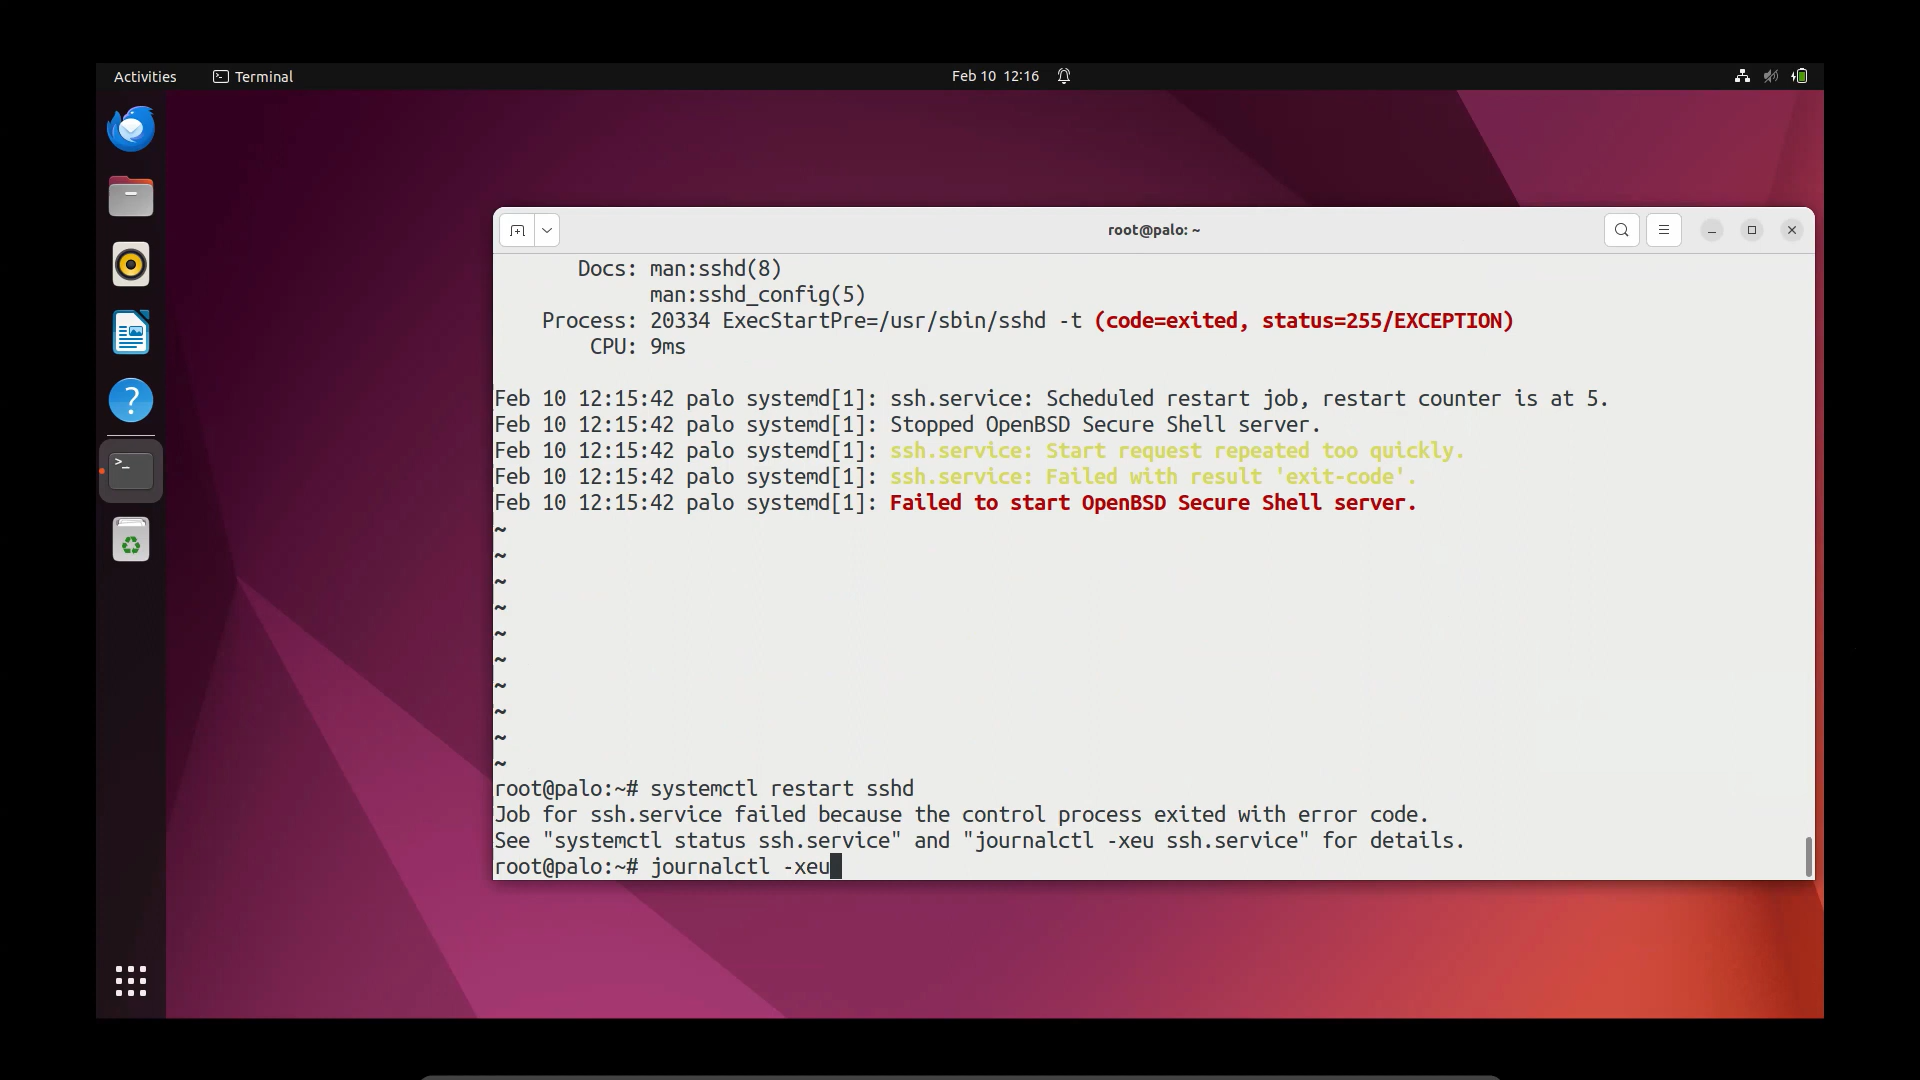 Activities Terminal Feb 10 12:16
root@palo: ~
Docs: man:sshd(8)
man:sshd_config(5)
Process: 20334 ExecStartPre=/usr/sbin/sshd -t (code=exited, status=255/EXCEPTION)
CPU: 9ms
Feb 10 12:15:42 palo systemd[1]: ssh.service: Scheduled restart job, restart counter is at 5.
Feb 10 12:15:42 palo systemd[1]: Stopped OpenBSD Secure Shell server.
Feb 10 12:15:42 palo systemd[1]: ssh.service: Start request repeated too quickly.
Feb 10 12:15:42 palo systemd[1]: ssh.service: Failed with result 'exit-code'.
Feb 10 12:15:42 palo systemd[1]: Failed to start OpenBSD Secure Shell server.
~
~
~
~
~
~
~
~
~
~
root@palo:~# systemctl restart sshd
Job for ssh.service failed because the control process exited with error code.
See "systemctl status ssh.service" and "journalctl -xeu ssh.service" for details.
root@palo:~# journalctl -xeu